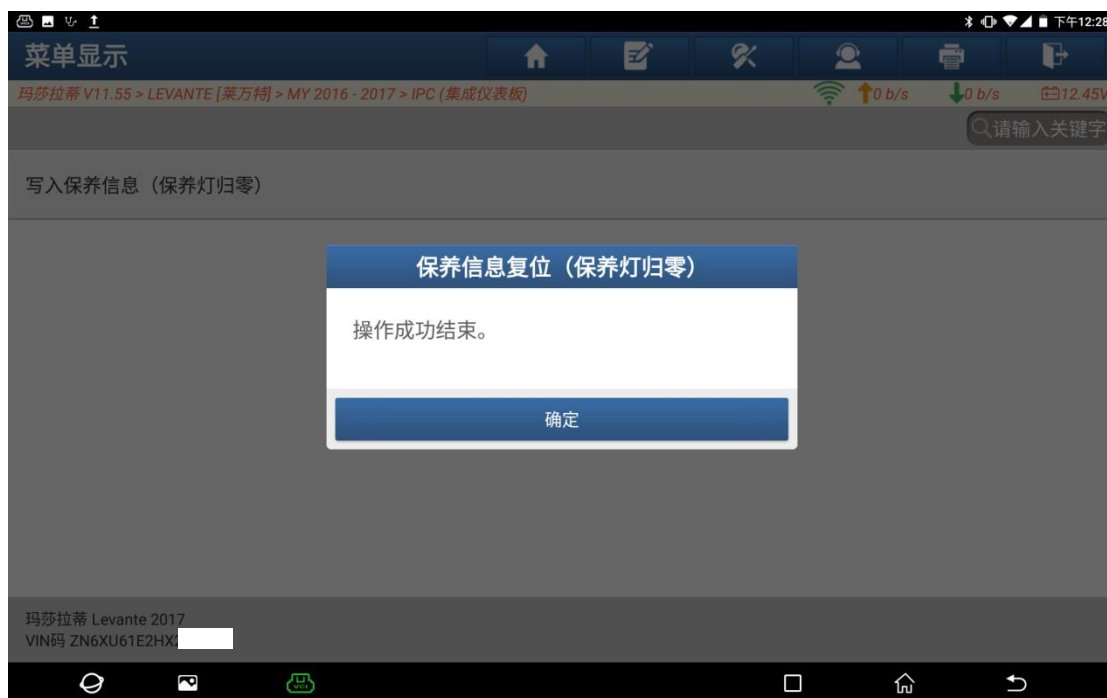 下午12:28
菜单显示
玛莎拉蒂 V11.55 > LEVANTE [莱万特] > MY 2016 - 2017 > IPC (集成仪表板)
0 b/s
0 b/s
12.45V
请输入关键字
写入保养信息（保养灯归零）
保养信息复位（保养灯归零）
操作成功结束。
确定
玛莎拉蒂 Levante 2017
VIN码 ZN6XU61E2HX
VCI